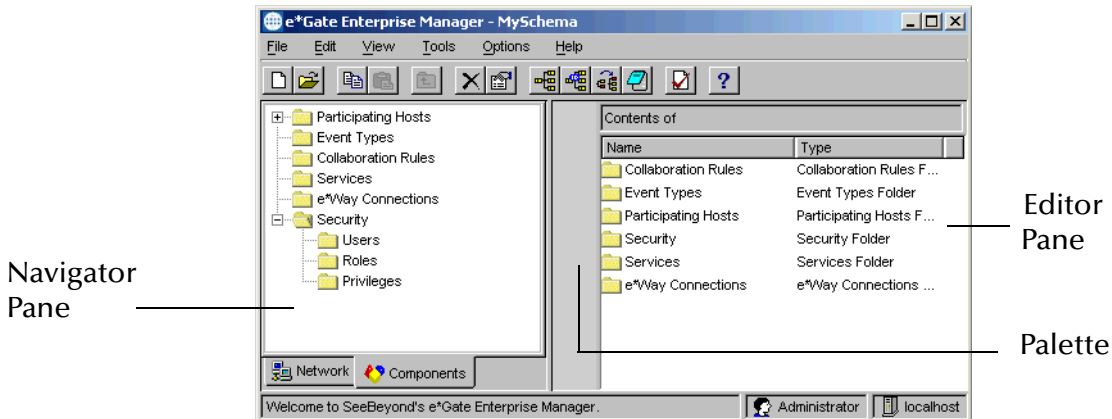 e*Gate Enterprise Manager - MySchema
File Edit View Tools Options Help
?
Participating Hosts
Event Types
Collaboration Rules
Services
e*Way Connections
Security
Users
Roles
Privileges
Network Components
Contents of
Name Type
Collaboration Rules Collaboration Rules F...
Event Types Event Types Folder
Participating Hosts Participating Hosts F...
Security Security Folder
Services Services Folder
e*Way Connections e*Way Connections ...
Welcome to SeeBeyond's e*Gate Enterprise Manager. Administrator localhost
Navigator
Pane
Editor
Pane
Palette